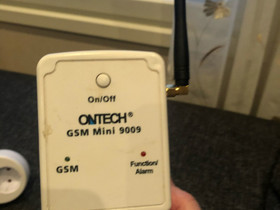 On/Off
ONTECH®
GSM Mini 9009
GSM
Function/
Alarm